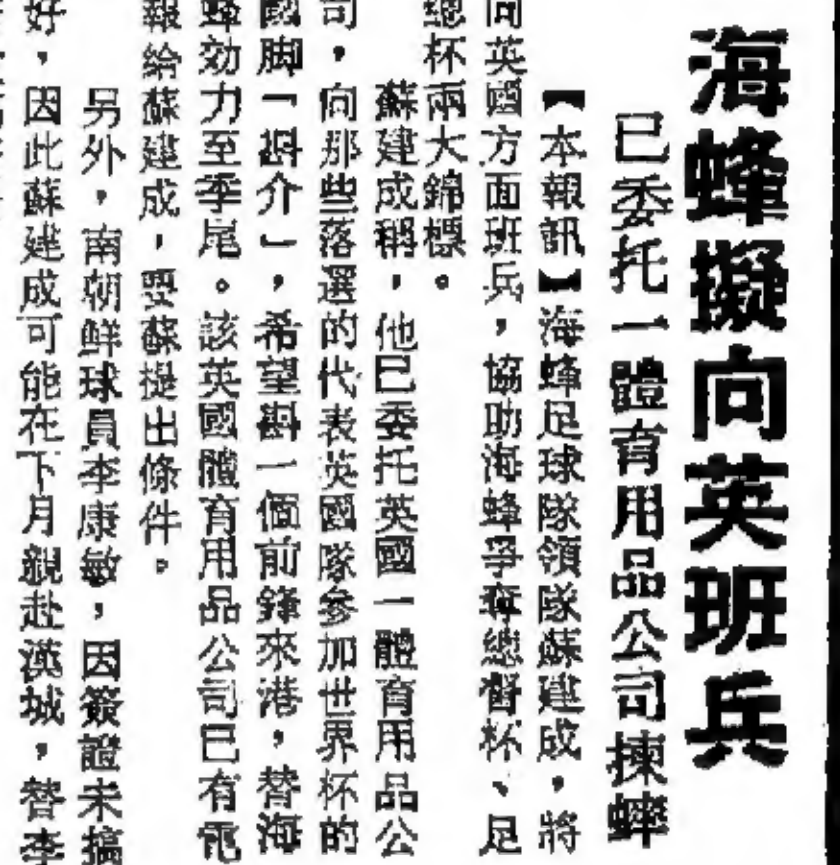 海蜂擬向英班兵
已委托一體育用品公司揀蟀
【本報訊】海蜂足球隊領隊蘇建成，將
向英國方面班兵，協助海蜂爭奪總督杯、足
總杯兩大錦標。
蘇建成稱，他已委托英國一體育用品公
司，向那些落選的代表英國隊參加世界杯的
國脚「斟介」，希望斟一個前鋒來港，替海
蜂効力至季尾。該英國體育用品公司已有電
報給蘇建成，要蘇提出條件。
另外，南朝鮮球員李康敏，因簽證未搞
好，因此蘇建成可能在下月親赴漢城，替李